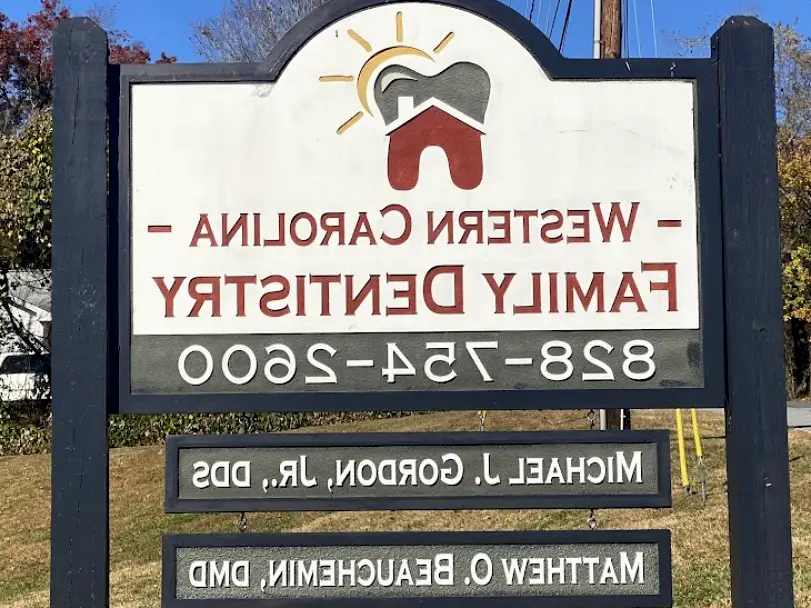 - WESTERN CAROLINA -
FAMILY DENTISTRY
828-754-2600
MICHAEL J. GORDON, JR., DDS
MATTHEW O. BEAUCHEMIN, DMD